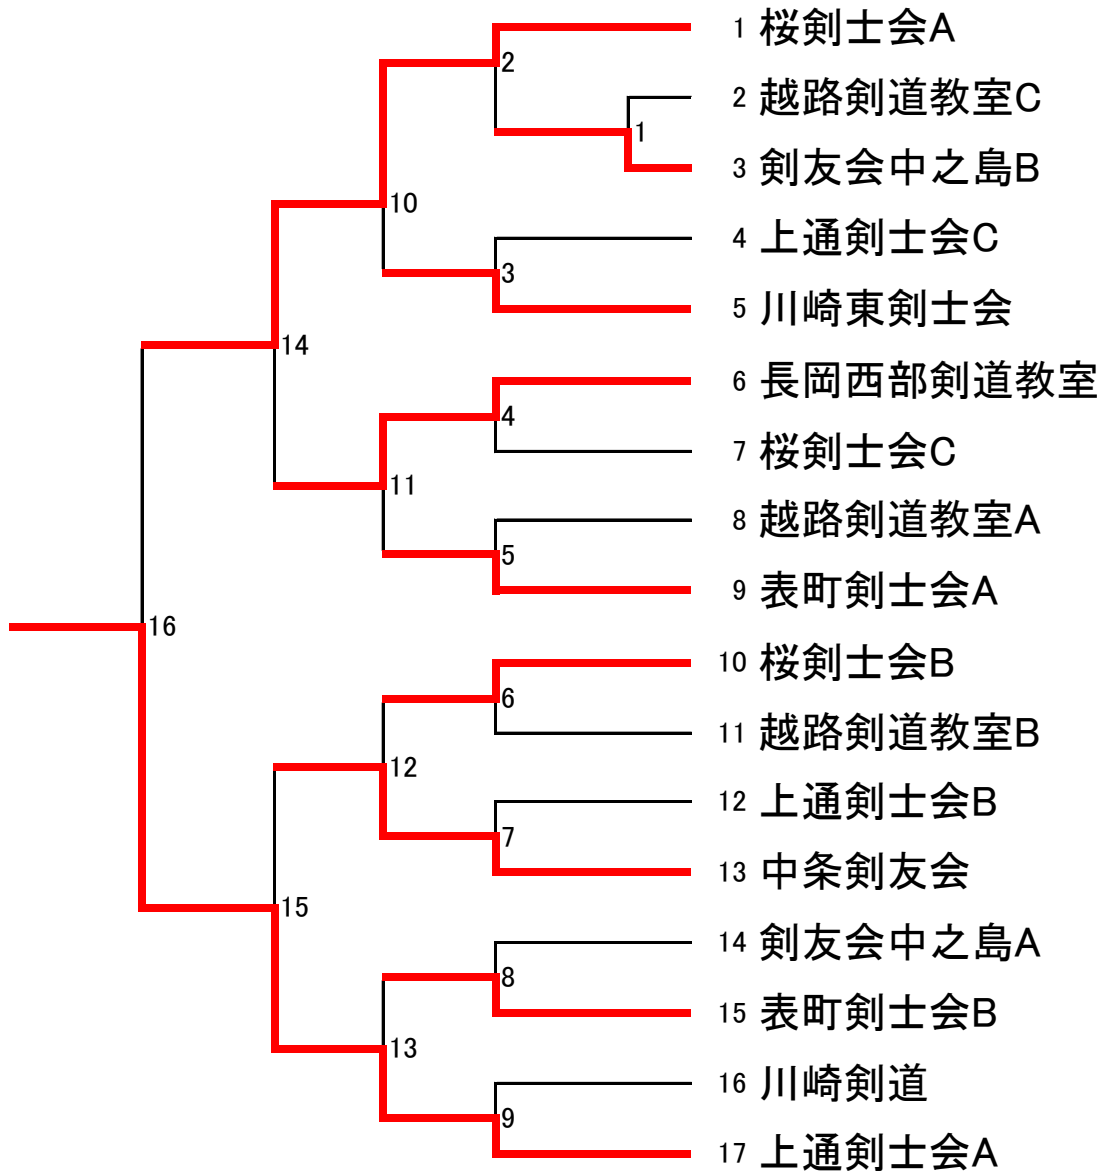 1 桜剣士会A
2
2 越路剣道教室C
1
3 剣友会中之島B
10
4 上通剣士会C
3
5 川崎東剣士会
14
6 長岡西部剣道教室
4
7 桜剣士会C
11
8 越路剣道教室A
5
9 表町剣士会A
16
10 桜剣士会B
6
11 越路剣道教室B
12
12 上通剣士会B
7
13 中条剣友会
15
14 剣友会中之島A
8
15 表町剣士会B
13
16 川崎剣道
9
17 上通剣士会A